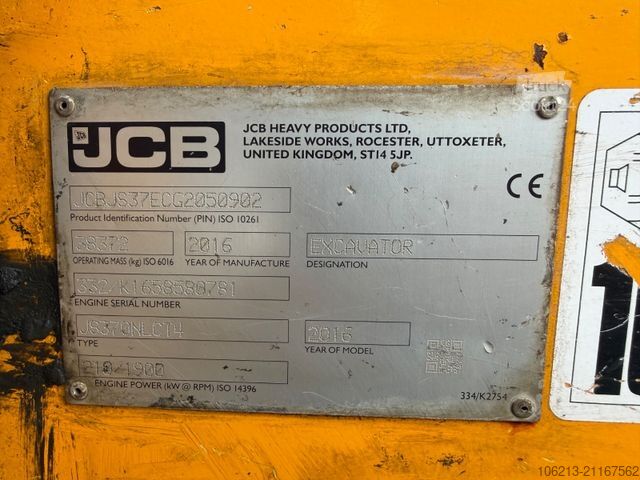 JCB
JCB HEAVY PRODUCTS LTD,
LAKESIDE WORKS, ROCESTER, UTTOXETER,
UNITED KINGDOM, ST14 5JP.
CE
JCBJS37ECG2050902
Product Identification Number (PIN) ISO 10261
38372
2016
EXCAVATOR
OPERATING MASS (kg) ISO 6016
YEAR OF MANUFACTURE
DESIGNATION
332/K1658580781
ENGINE SERIAL NUMBER
JS370NLCT4
2016
TYPE
YEAR OF MODEL
210/1900
ENGINE POWER (kW @ RPM) ISO 14396
334/K2754
106213-21167562